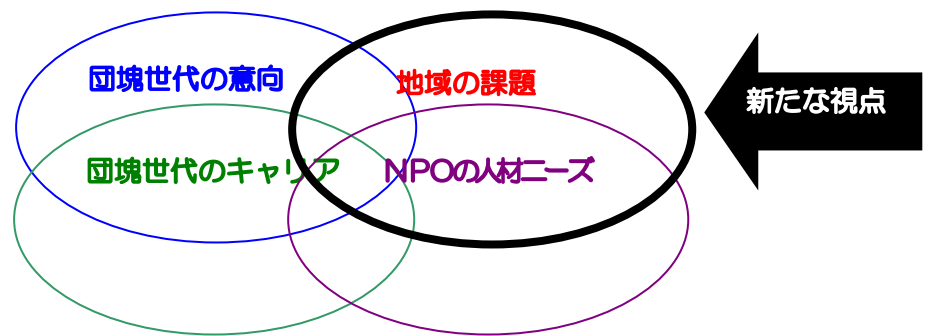 団塊世代の意向
地域の課題
新たな視点
団塊世代のキャリア
NPOの人材ニーズ